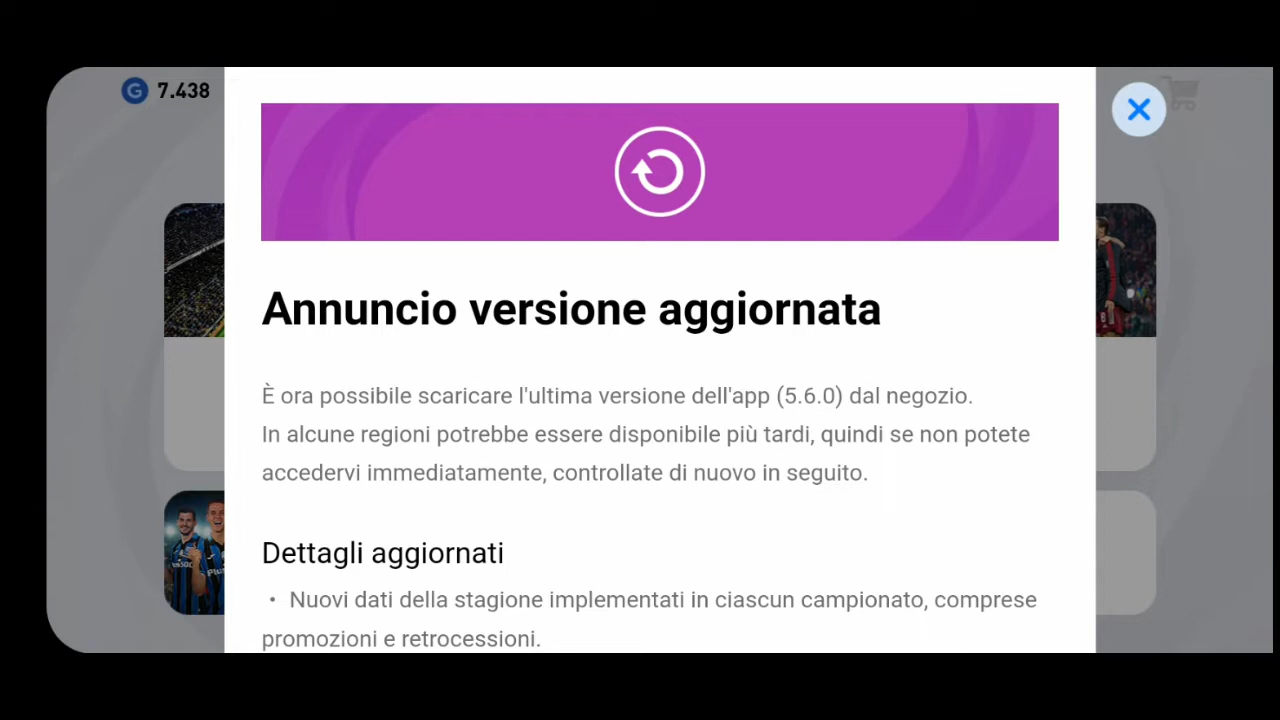 G 7.438
Annuncio versione aggiornata
È ora possibile scaricare l'ultima versione dell'app (5.6.0) dal negozio.
In alcune regioni potrebbe essere disponibile più tardi, quindi se non potete
accedervi immediatamente, controllate di nuovo in seguito.
Dettagli aggiornati
・ Nuovi dati della stagione implementati in ciascun campionato, comprese
promozioni e retrocessioni.